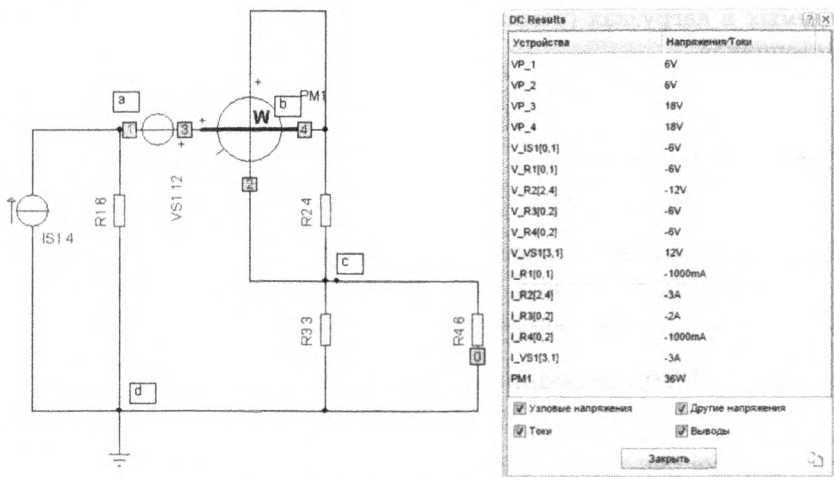 a
b
PM1
W
1
3
4
+
+
+
2
IS1 4
R1 6
VS1 12
R2 4
c
R3 3
R4 6
0
d
DC Results
Устройства Напряжения/Токи
VP_1 6V
VP_2 6V
VP_3 18V
VP_4 18V
V_IS1[0,1] -6V
V_R1[0,1] -6V
V_R2[2,4] -12V
V_R3[0,2] -6V
V_R4[0,2] -6V
V_VS1[3,1] 12V
I_R1[0,1] -1000mA
I_R2[2,4] -3A
I_R3[0,2] -2A
I_R4[0,2] -1000mA
I_VS1[3,1] -3A
PM1 36W
Узловые напряжения Другие напряжения
Токи Выводы
Закрыть